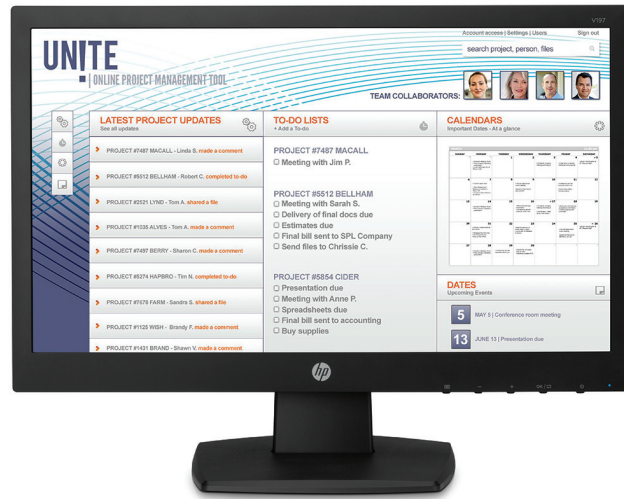 V197
Account access | Settings | Users
Sign out
UN!TE
ONLINE PROJECT MANAGEMENT TOOL
search project, person, files
TEAM COLLABORATORS:
LATEST PROJECT UPDATES
See all updates
PROJECT #7487 MACALL - Linda S. made a comment
PROJECT #5512 BELLHAM - Robert C. completed to-do
PROJECT #2521 LYND - Tom A. shared a file
PROJECT #1035 ALVES - Tom A. made a comment
PROJECT #7497 BERRY - Sharon C. made a comment
PROJECT #6274 HAPBRO - Tim N. completed to-do
PROJECT #7878 FARM - Sandra S. shared a file
PROJECT #1125 WISH - Brandy F. made a comment
PROJECT #1431 BRAND - Shawn V. made a comment
TO-DO LISTS
+ Add a To-do
PROJECT #7487 MACALL
Meeting with Jim P.
PROJECT #5512 BELLHAM
Meeting with Sarah S.
Delivery of final docs due
Estimates due
Final bill sent to SPL Company
Send files to Chrissie C.
PROJECT #5854 CIDER
Presentation due
Meeting with Anne P.
Spreadsheets due
Final bill sent to accounting
Buy supplies
CALENDARS
Important Dates - At a glance
DATES
Upcoming Events
5 MAY 5 | Conference room meeting
13 JUNE 13 | Presentation due
hp